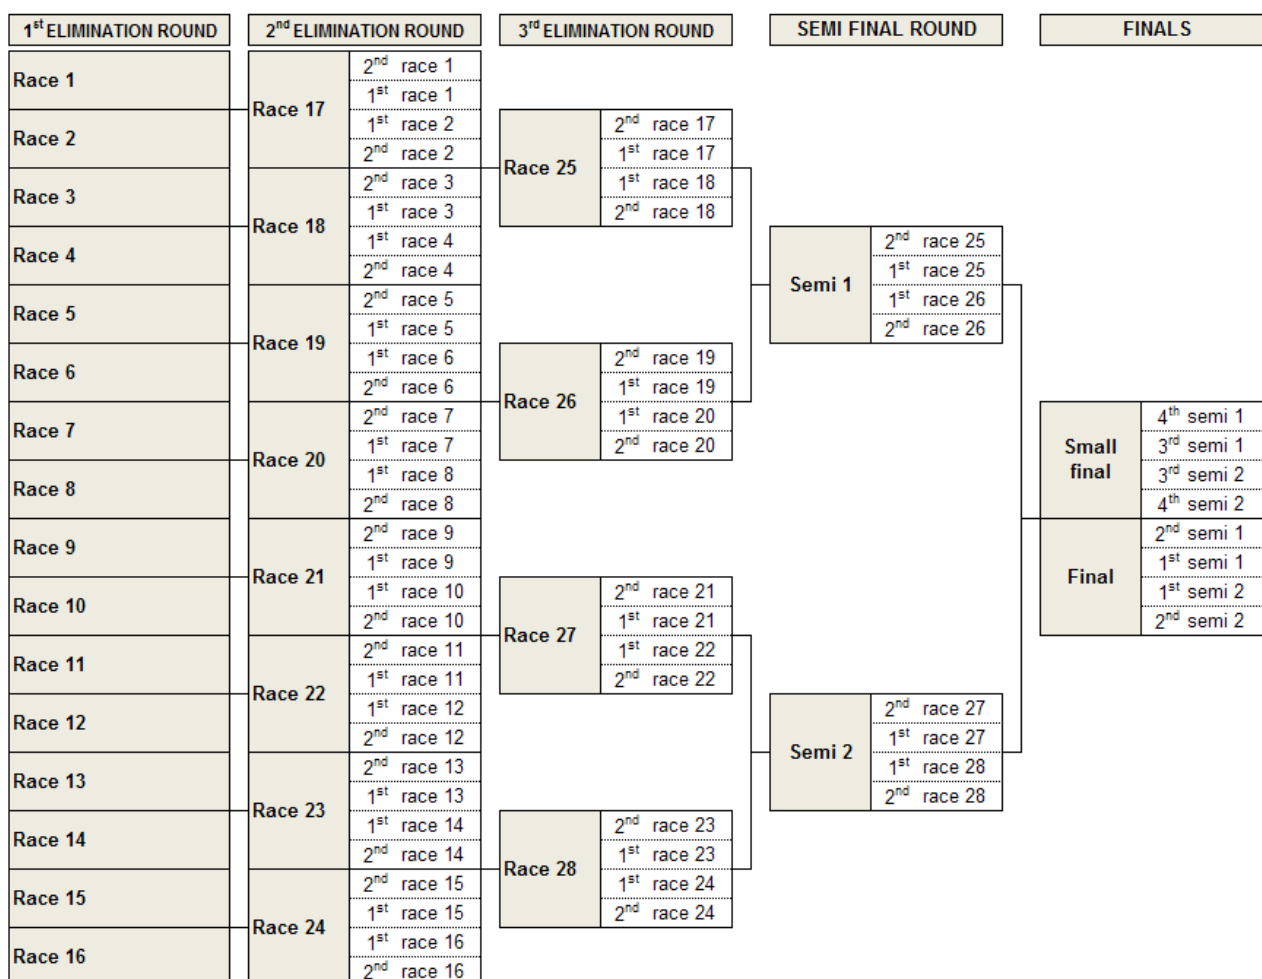 1st ELIMINATION ROUND
Race 1
Race 2
Race 3
Race 4
Race 5
Race 6
Race 7
Race 8
Race 9
Race 10
Race 11
Race 12
Race 13
Race 14
Race 15
Race 16
2nd ELIMINATION ROUND
Race 17
2nd race 1
1st race 1
1st race 2
2nd race 2
Race 18
2nd race 3
1st race 3
1st race 4
2nd race 4
Race 19
2nd race 5
1st race 5
1st race 6
2nd race 6
Race 20
2nd race 7
1st race 7
1st race 8
2nd race 8
Race 21
2nd race 9
1st race 9
1st race 10
2nd race 10
Race 22
2nd race 11
1st race 11
1st race 12
2nd race 12
Race 23
2nd race 13
1st race 13
1st race 14
2nd race 14
Race 24
2nd race 15
1st race 15
1st race 16
2nd race 16
3rd ELIMINATION ROUND
Race 25
2nd race 17
1st race 17
1st race 18
2nd race 18
Race 26
2nd race 19
1st race 19
1st race 20
2nd race 20
Race 27
2nd race 21
1st race 21
1st race 22
2nd race 22
Race 28
2nd race 23
1st race 23
1st race 24
2nd race 24
SEMI FINAL ROUND
Semi 1
2nd race 25
1st race 25
1st race 26
2nd race 26
Semi 2
2nd race 27
1st race 27
1st race 28
2nd race 28
FINALS
Small
final
4th semi 1
3rd semi 1
3rd semi 2
4th semi 2
Final
2nd semi 1
1st semi 1
1st semi 2
2nd semi 2